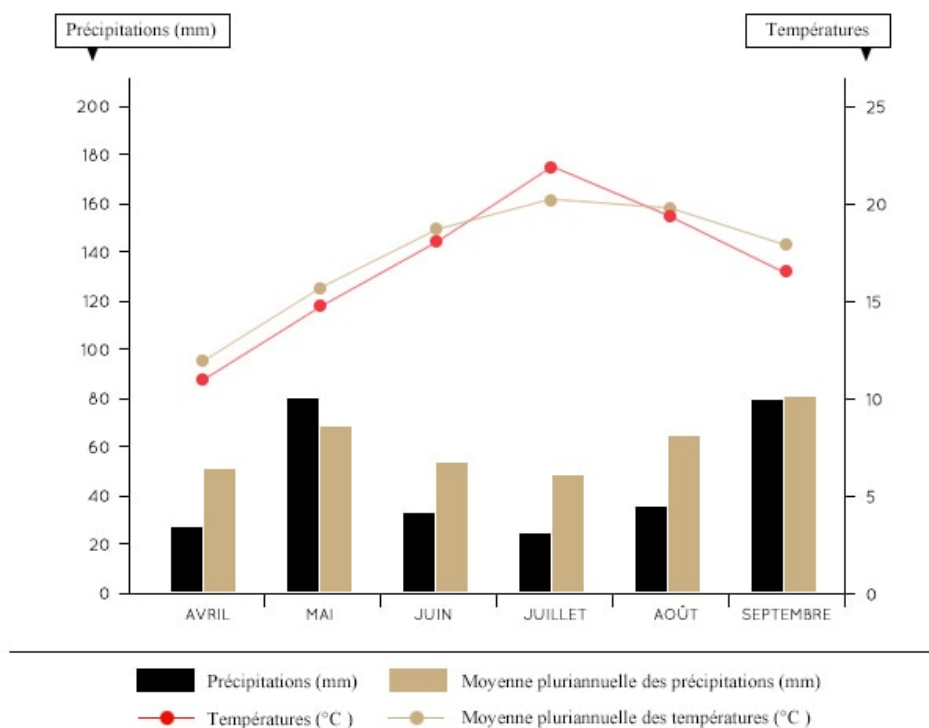 Précipitations (mm)
Températures
200
180
160
140
120
100
80
60
40
20
0
25
20
15
10
5
0
AVRIL
MAI
JUIN
JUILLET
AOÛT
SEPTEMBRE
Précipitations (mm)
Moyenne pluriannuelle des précipitations (mm)
Températures (°C )
Moyenne pluriannuelle des températures (°C )